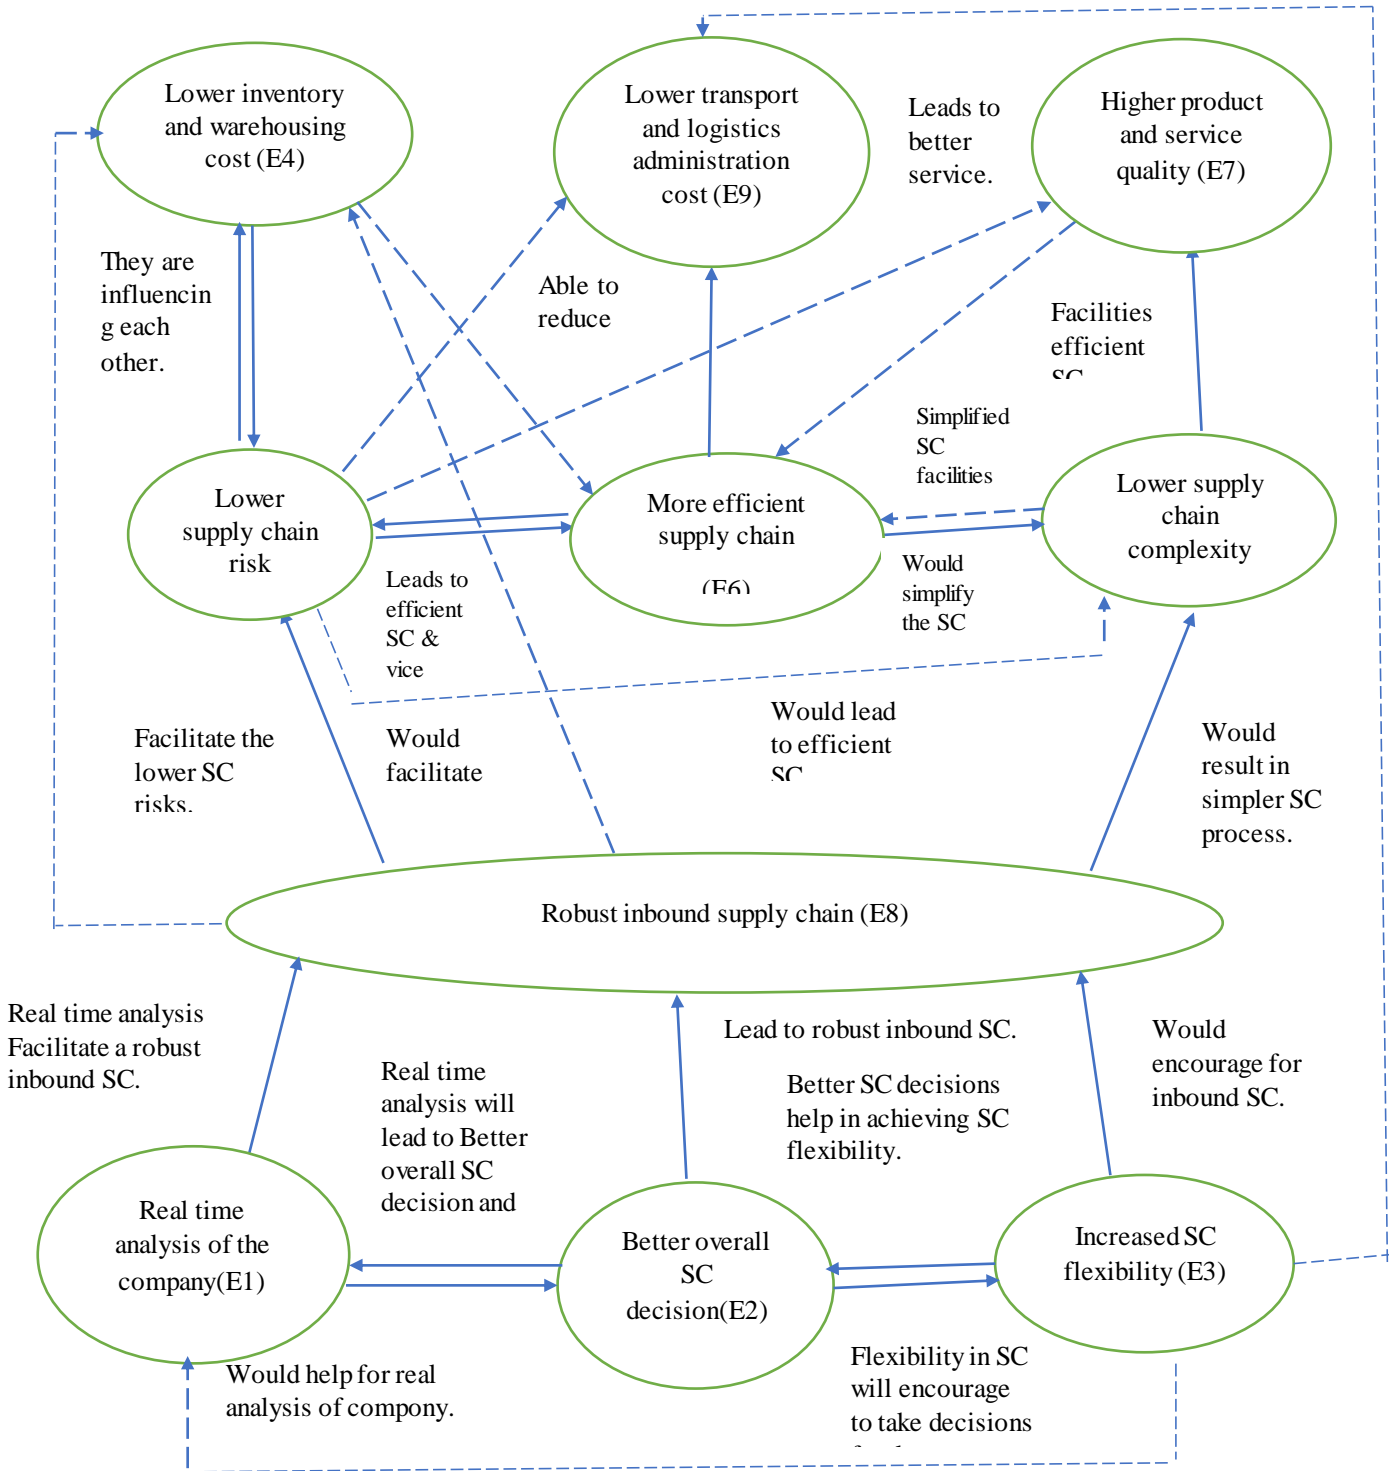 Lower inventory
and warehousing
cost (E4)
Lower transport
and logistics
administration
cost (E9)
Leads to
better
service.
Higher product
and service
quality (E7)
They are
influencin
g each
other.
Able to
reduce
Facilities
efficient
SC
Simplified
SC
facilities
Lower
supply chain
risk
More efficient
supply chain
(E6)
Lower supply
chain
complexity
Leads to
efficient
SC &
vice
Would
simplify
the SC
Facilitate the
lower SC
risks.
Would
facilitate
Would lead
to efficient
SC
Would
result in
simpler SC
process.
Robust inbound supply chain (E8)
Real time analysis
Facilitate a robust
inbound SC.
Real time
analysis will
lead to Better
overall SC
decision and
Lead to robust inbound SC.
Better SC decisions
help in achieving SC
flexibility.
Would
encourage for
inbound SC.
Real time
analysis of the
company(E1)
Better overall
SC
decision(E2)
Increased SC
flexibility (E3)
Would help for real
analysis of compony.
Flexibility in SC
will encourage
to take decisions